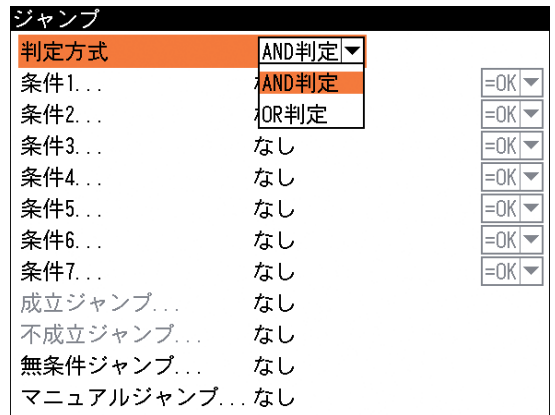 ジャンプ
判定方式 AND判定
条件1... AND判定 =OK
条件2... OR判定 =OK
条件3... なし =OK
条件4... なし =OK
条件5... なし =OK
条件6... なし =OK
条件7... なし =OK
成立ジャンプ... なし
不成立ジャンプ... なし
無条件ジャンプ... なし
マニュアルジャンプ... なし